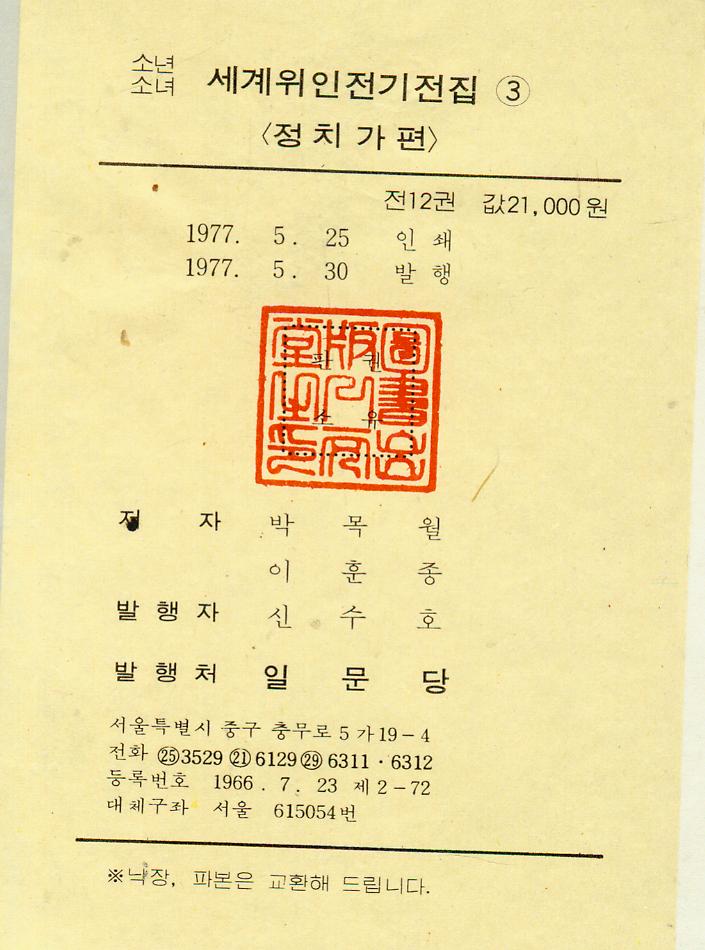 소년
소녀 세계위인전기전집 ③
〈정치가편〉
전12권 값21,000원
1977. 5. 25 인쇄
1977. 5. 30 발행
판 권
소 유
저 자 박 목 월
이 훈 종
발 행 자 신 수 호
발 행 처 일 문 당
서울특별시 중구 충무로 5 가 19 – 4
전화 ㉕3529 ㉑ 6129 ㉙ 6311 · 6312
등록번호 1966 . 7 . 23 제 2 – 72
대체구좌 서울 615054번
※낙장, 파본은 교환해 드립니다.